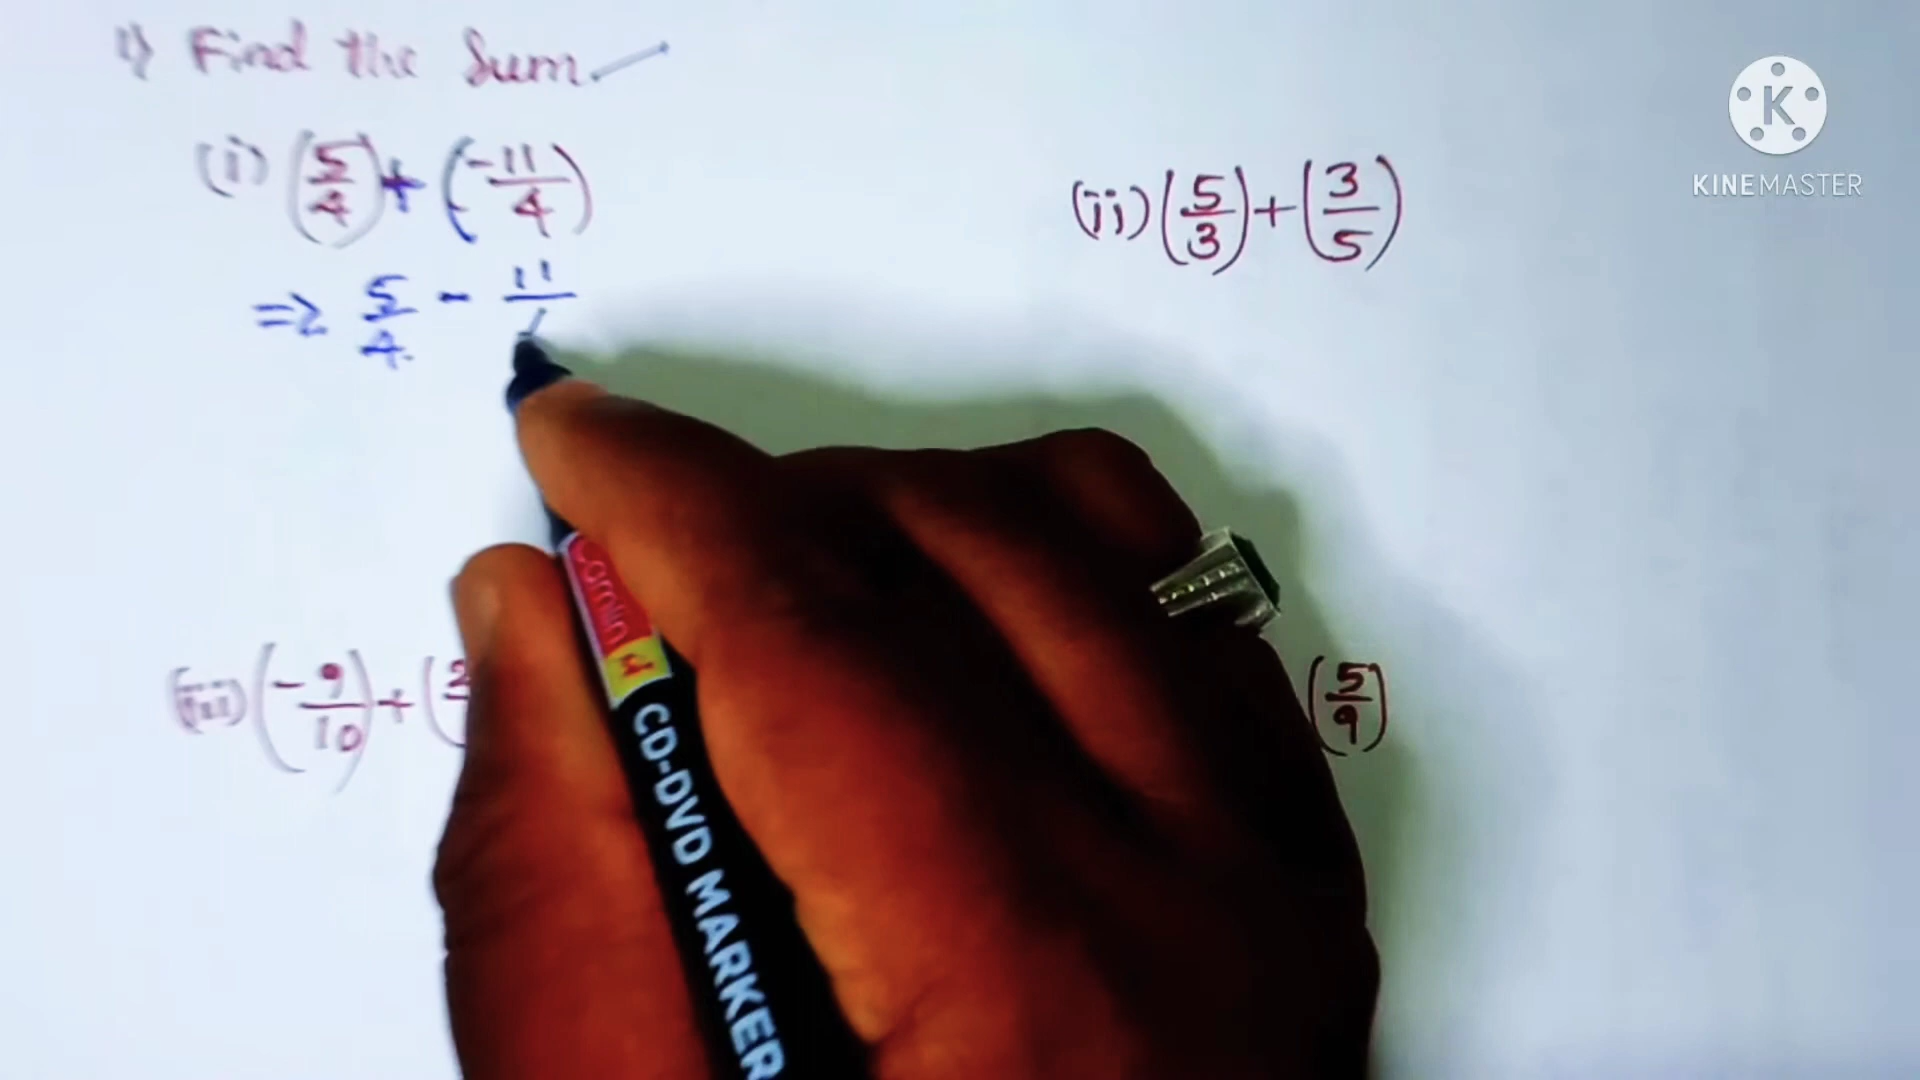 1) Find the Sum.
(i) (5/4) + (-11/4)
(ii) (5/3) + (3/5)
=> 5/4 - 11/
(iii) (-9/10) + (
(5/9)
Camlin
CD-DVD MARKER
K
KINEMASTER